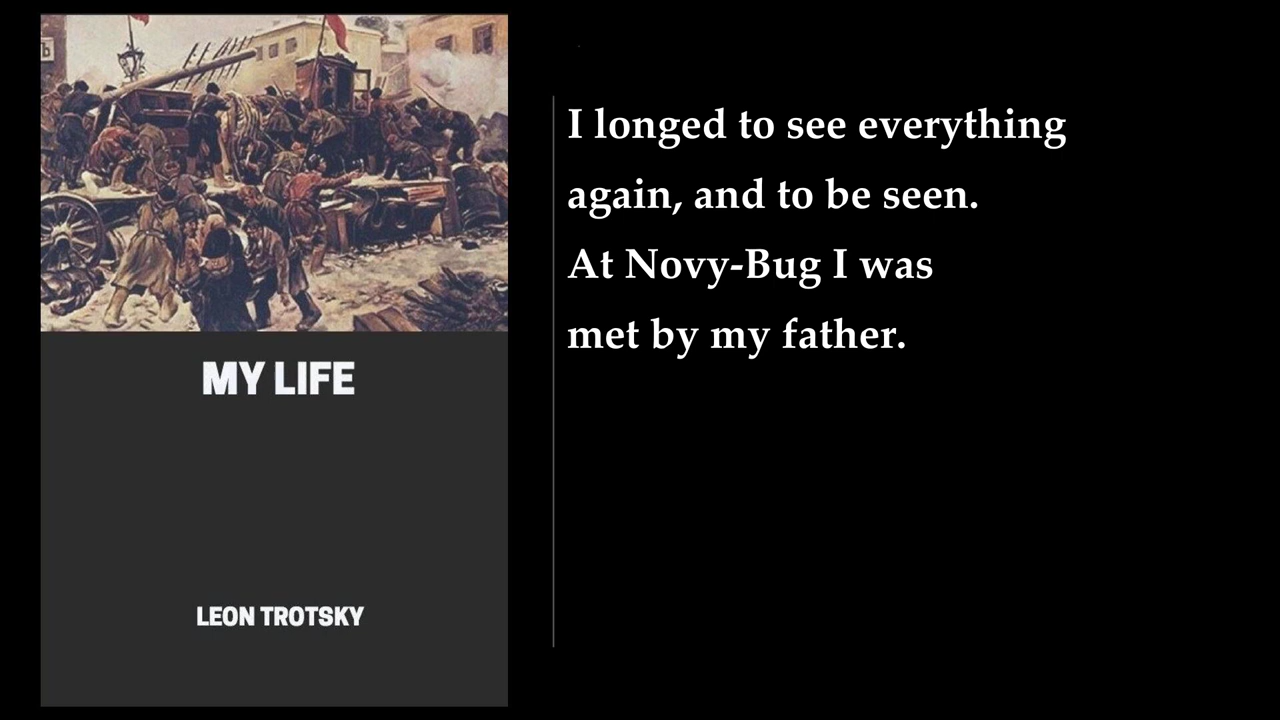 MY LIFE
LEON TROTSKY
I longed to see everything
again, and to be seen.
At Novy-Bug I was
met by my father.